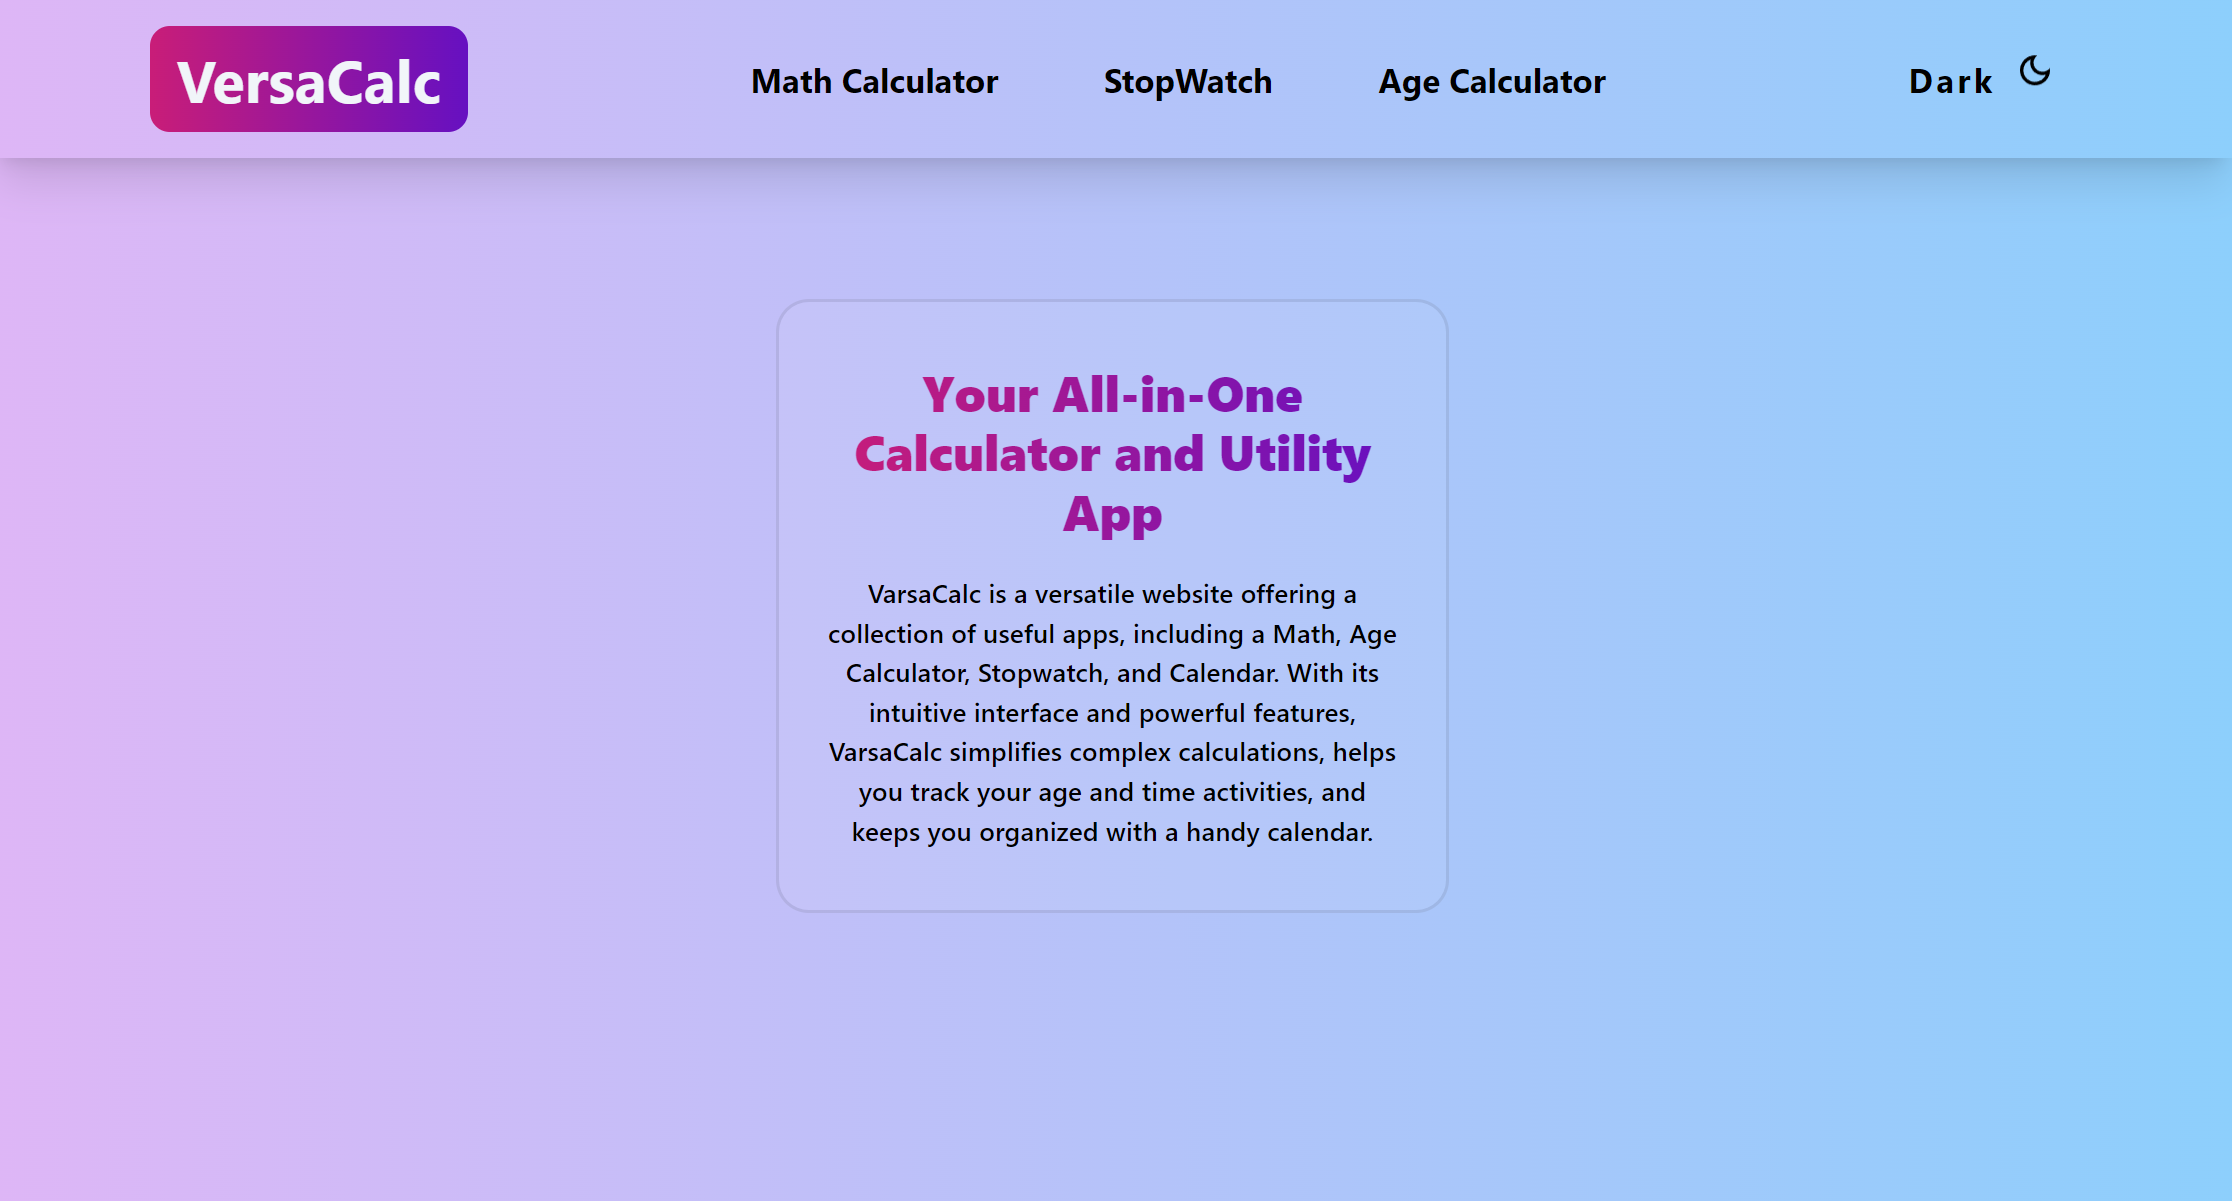 VersaCalc
Math Calculator
StopWatch
Age Calculator
Dark
Your All-in-One
Calculator and Utility
App
VarsaCalc is a versatile website offering a
collection of useful apps, including a Math, Age
Calculator, Stopwatch, and Calendar. With its
intuitive interface and powerful features,
VarsaCalc simplifies complex calculations, helps
you track your age and time activities, and
keeps you organized with a handy calendar.